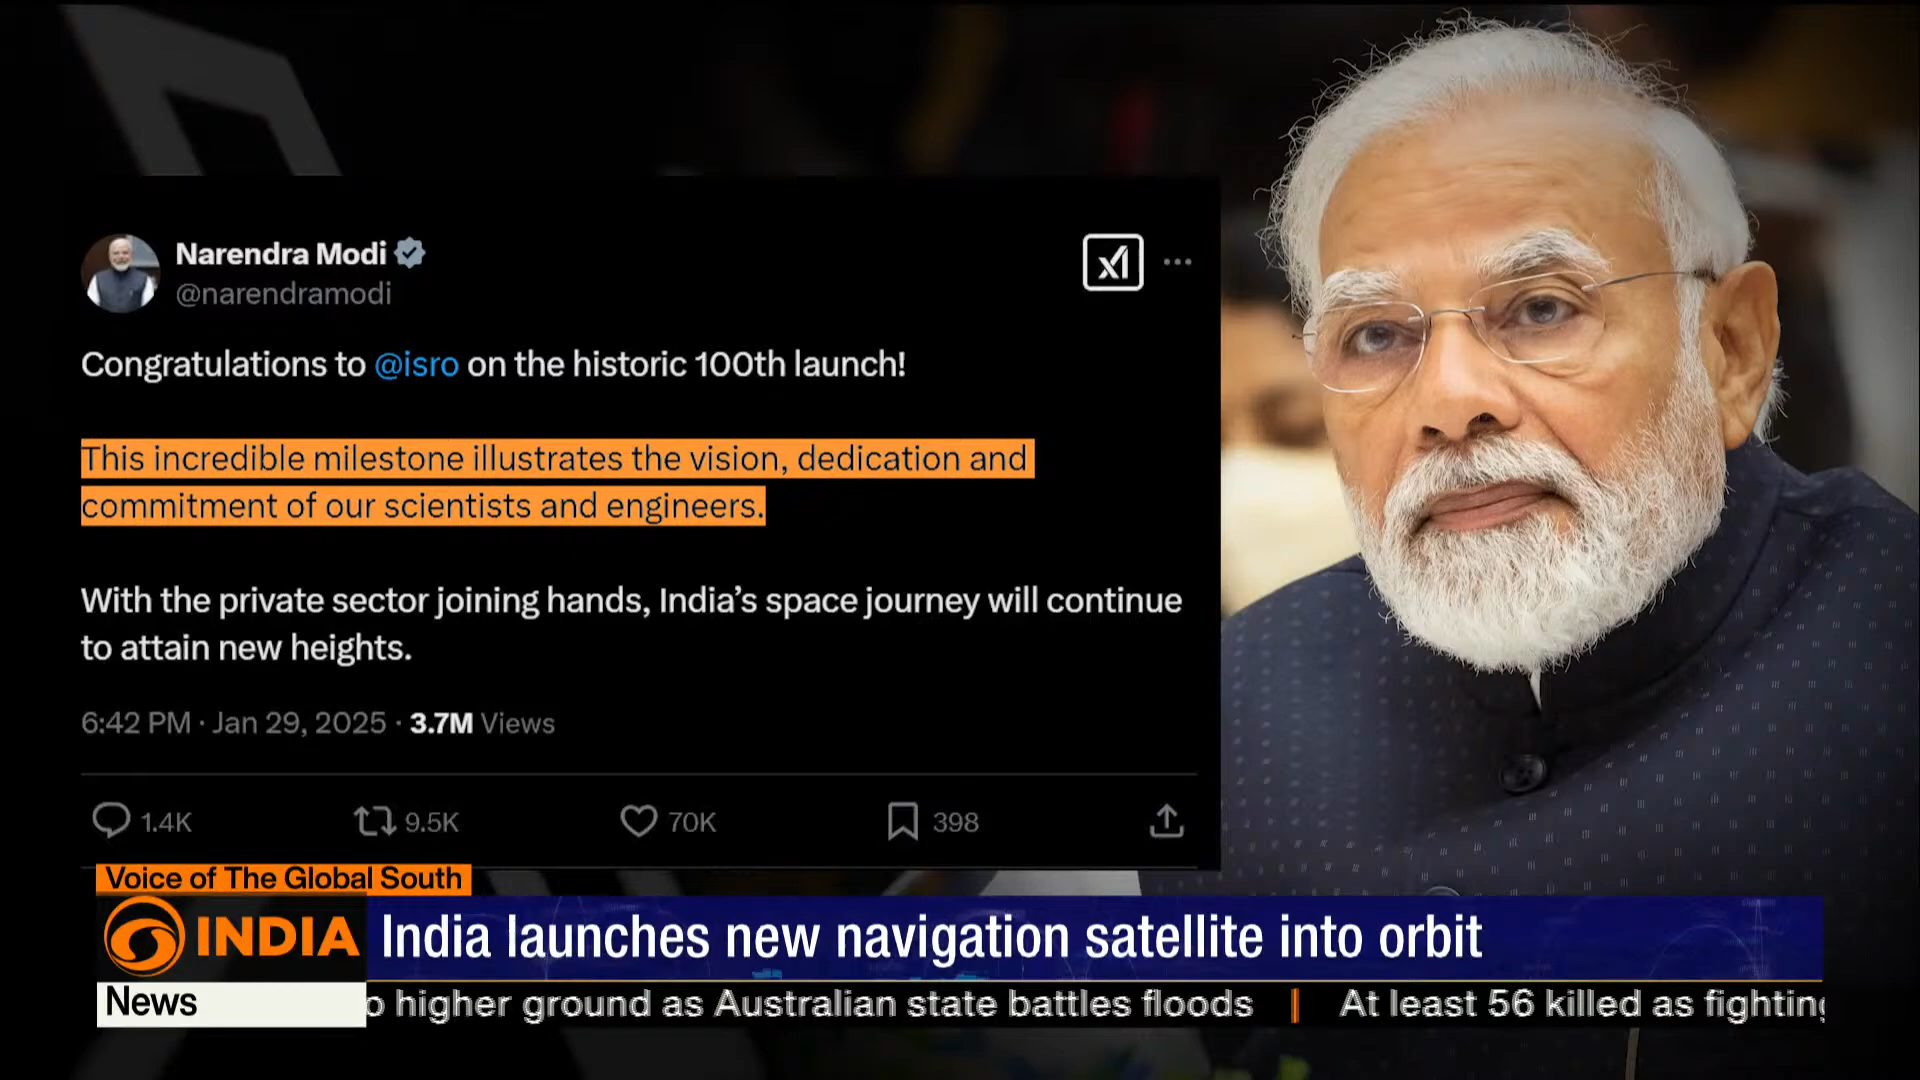 Narendra Modi
@narendramodi
Congratulations to @isro on the historic 100th launch!
This incredible milestone illustrates the vision, dedication and
commitment of our scientists and engineers.
With the private sector joining hands, India's space journey will continue
to attain new heights.
6:42 PM · Jan 29, 2025 · 3.7M Views
1.4K 9.5K 70K 398
Voice of The Global South
INDIA India launches new navigation satellite into orbit
News o higher ground as Australian state battles floods | At least 56 killed as fighting